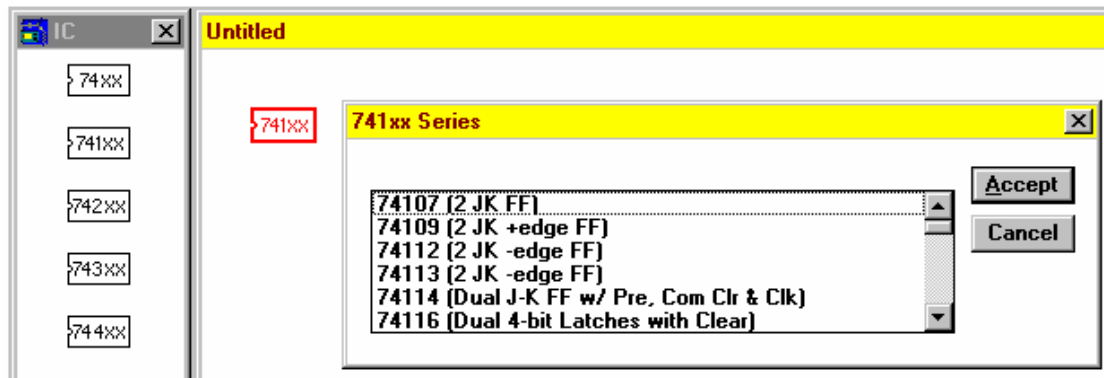 IC
74xx
741xx
742xx
743xx
744xx
Untitled
741xx
741xx Series
74107 (2 JK FF)
74109 (2 JK +edge FF)
74112 (2 JK -edge FF)
74113 (2 JK -edge FF)
74114 (Dual J-K FF w/ Pre, Com Clr & Clk)
74116 (Dual 4-bit Latches with Clear)
Accept
Cancel